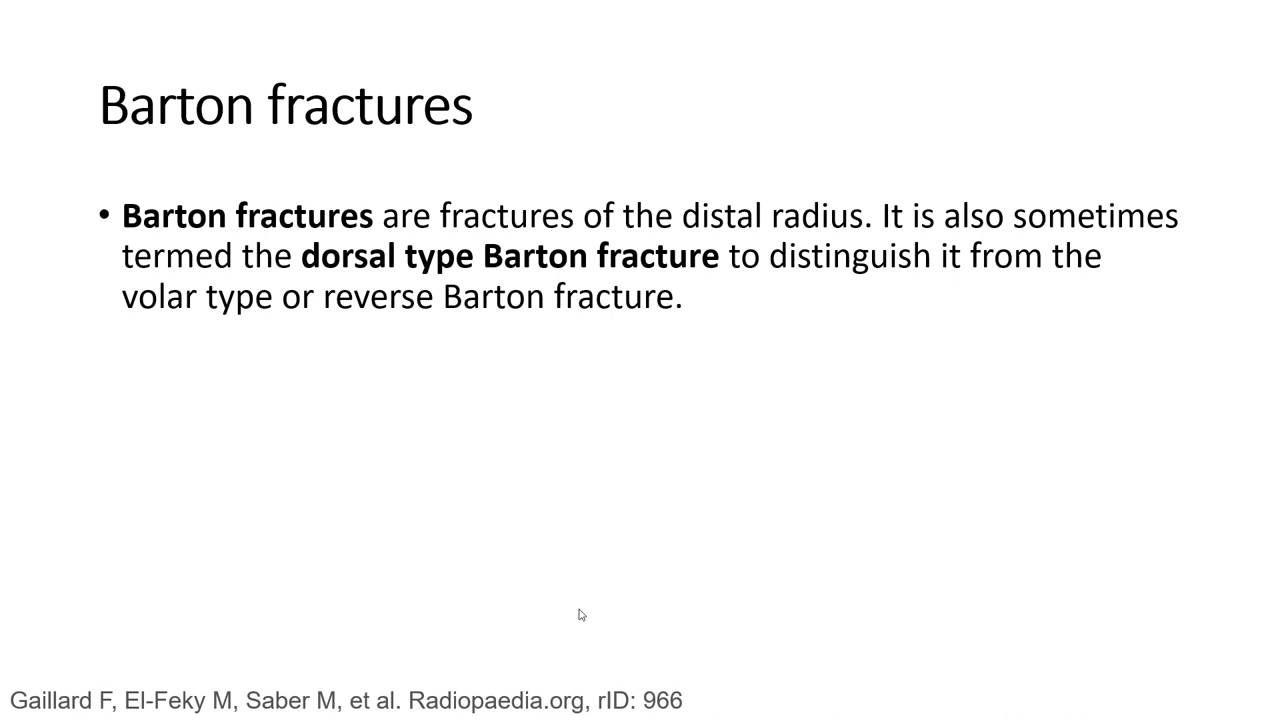 Barton fractures
• Barton fractures are fractures of the distal radius. It is also sometimes
termed the dorsal type Barton fracture to distinguish it from the
volar type or reverse Barton fracture.
Gaillard F, El-Feky M, Saber M, et al. Radiopaedia.org, rID: 966